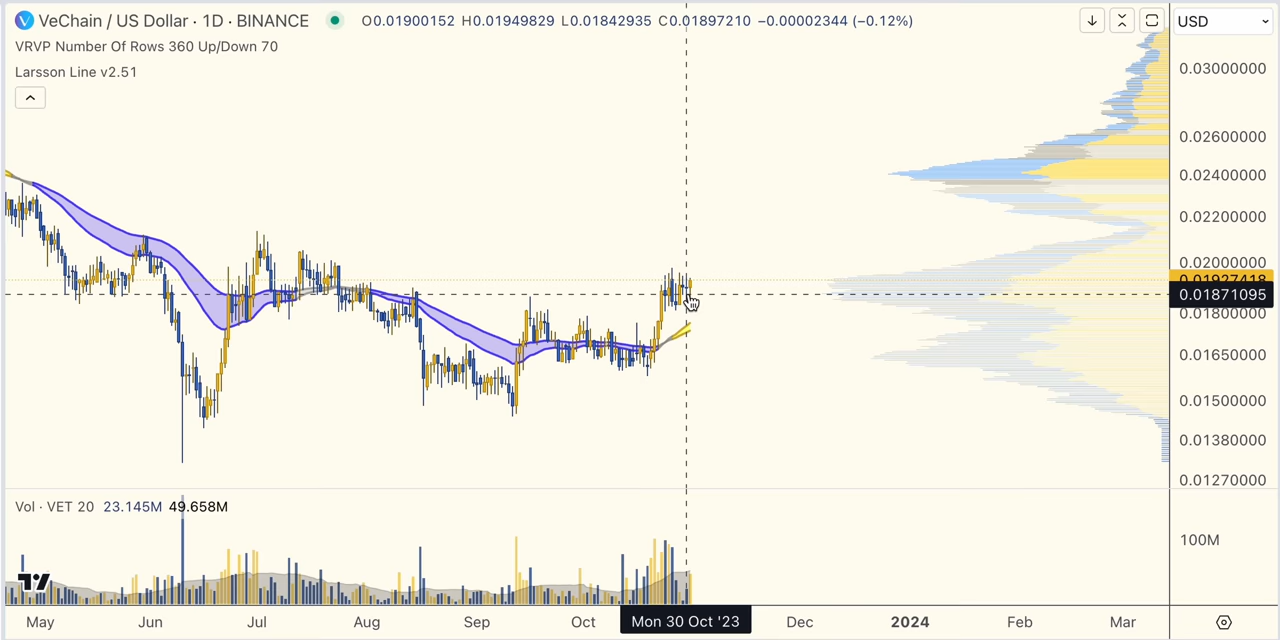 VeChain / US Dollar · 1D · BINANCE O0.01900152 H0.01949829 L0.01842935 C0.01897210 −0.00002344 (−0.12%)
VRVP Number Of Rows 360 Up/Down 70
Larsson Line v2.51
USD
0.03000000
0.02600000
0.02400000
0.02200000
0.02000000
0.01927418
0.01871095
0.01800000
0.01650000
0.01500000
0.01380000
0.01270000
Vol · VET 20 23.145M 49.658M
100M
May Jun Jul Aug Sep Oct Mon 30 Oct '23 Dec 2024 Feb Mar